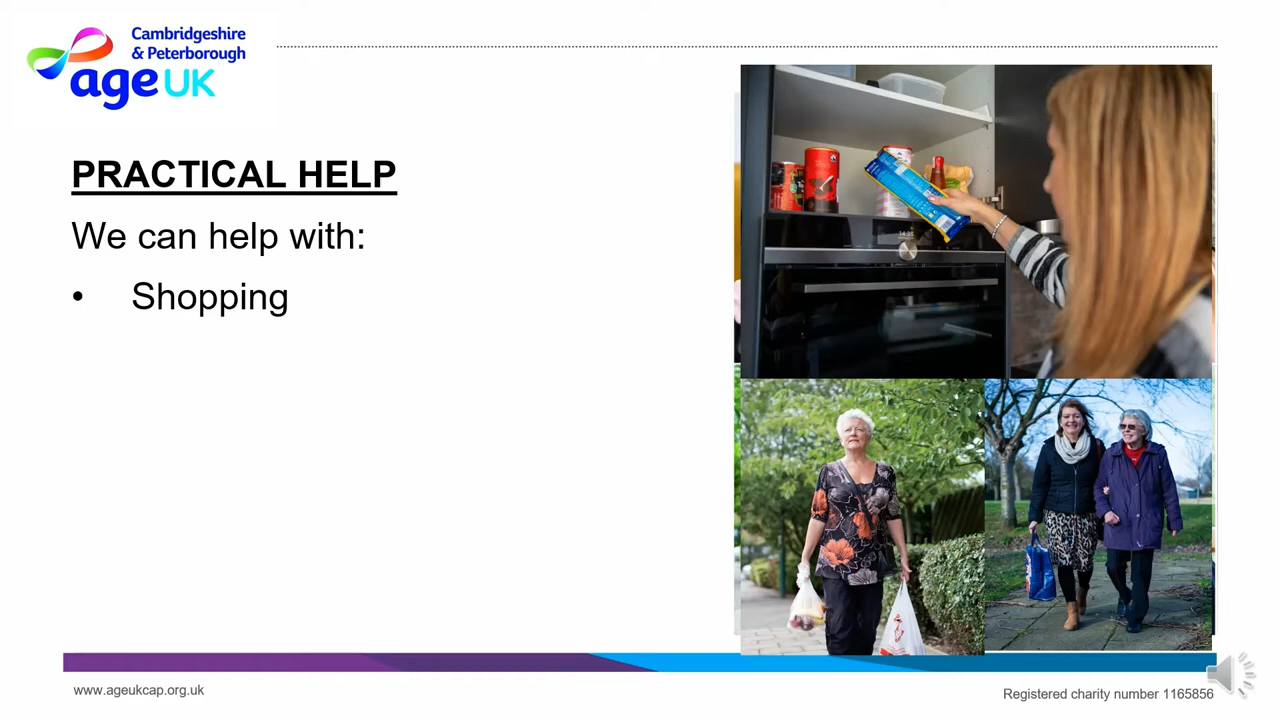 Cambridgeshire
& Peterborough
age UK
PRACTICAL HELP
We can help with:
• Shopping
www.ageukcap.org.uk
Registered charity number 1165856